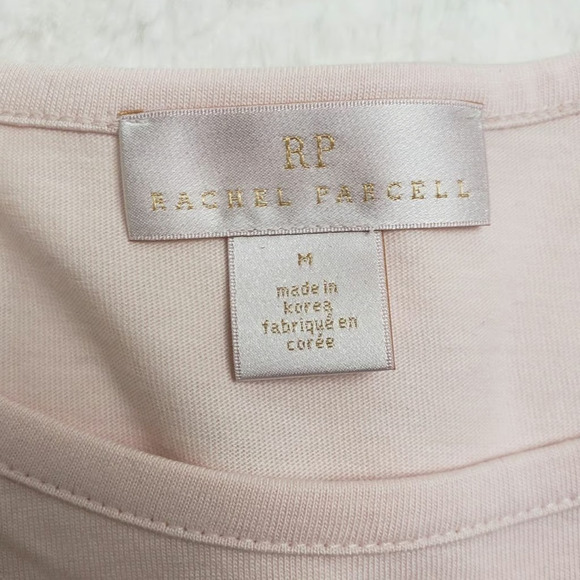 RP
RACHEL PARCELL
M
made in
korea
fabriqué en
corée